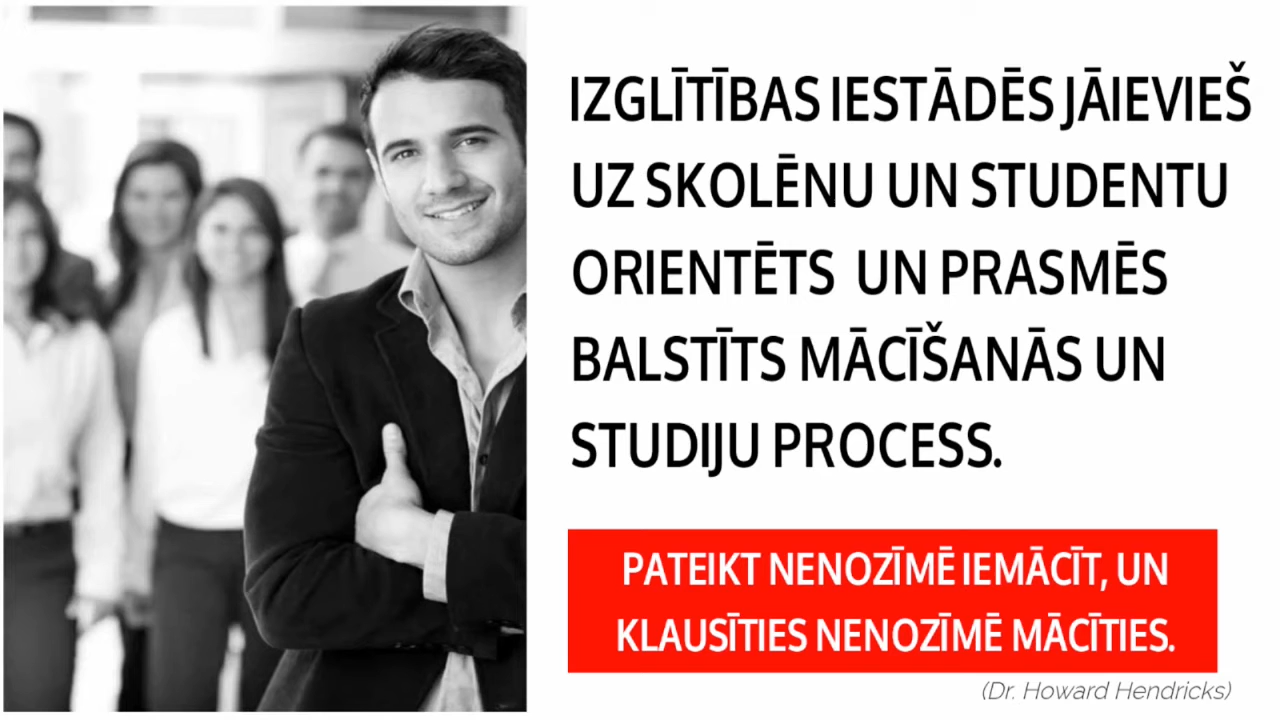 IZGLĪTĪBAS IESTĀDĒS JĀIEVIEŠ
UZ SKOLĒNU UN STUDENTU
ORIENTĒTS UN PRASMĒS
BALSTĪTS MĀCĪŠANĀS UN
STUDIJU PROCESS.
PATEIKT NENOZĪMĒ IEMĀCĪT, UN
KLAUSĪTIES NENOZĪMĒ MĀCĪTIES.
(Dr. Howard Hendricks)